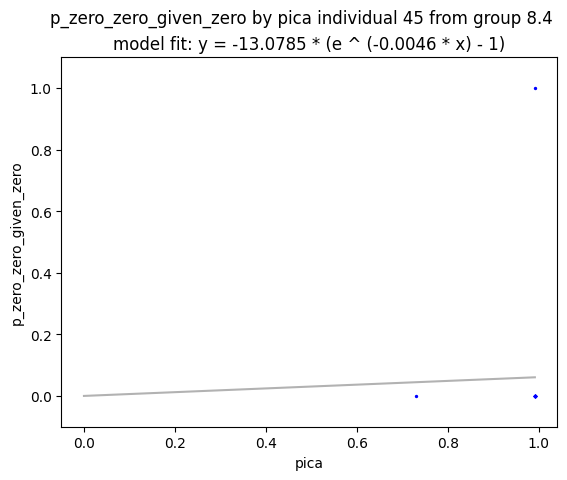 p_zero_zero_given_zero by pica individual 45 from group 8.4
model fit: y = -13.0785 * (e ^ (-0.0046 * x) - 1)
1.0
0.8
0.6
0.4
0.2
0.0
p_zero_zero_given_zero
0.0 0.2 0.4 0.6 0.8 1.0
pica